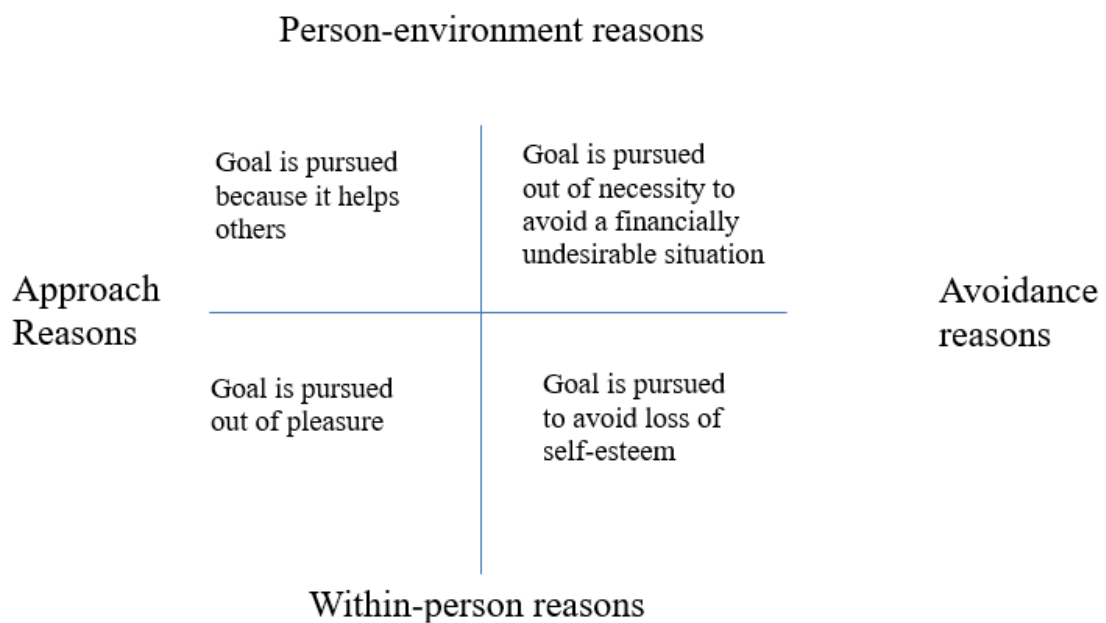 Person-environment reasons
Goal is pursued
because it helps
others
Goal is pursued
out of necessity to
avoid a financially
undesirable situation
Approach
Reasons
Avoidance
reasons
Goal is pursued
out of pleasure
Goal is pursued
to avoid loss of
self-esteem
Within-person reasons